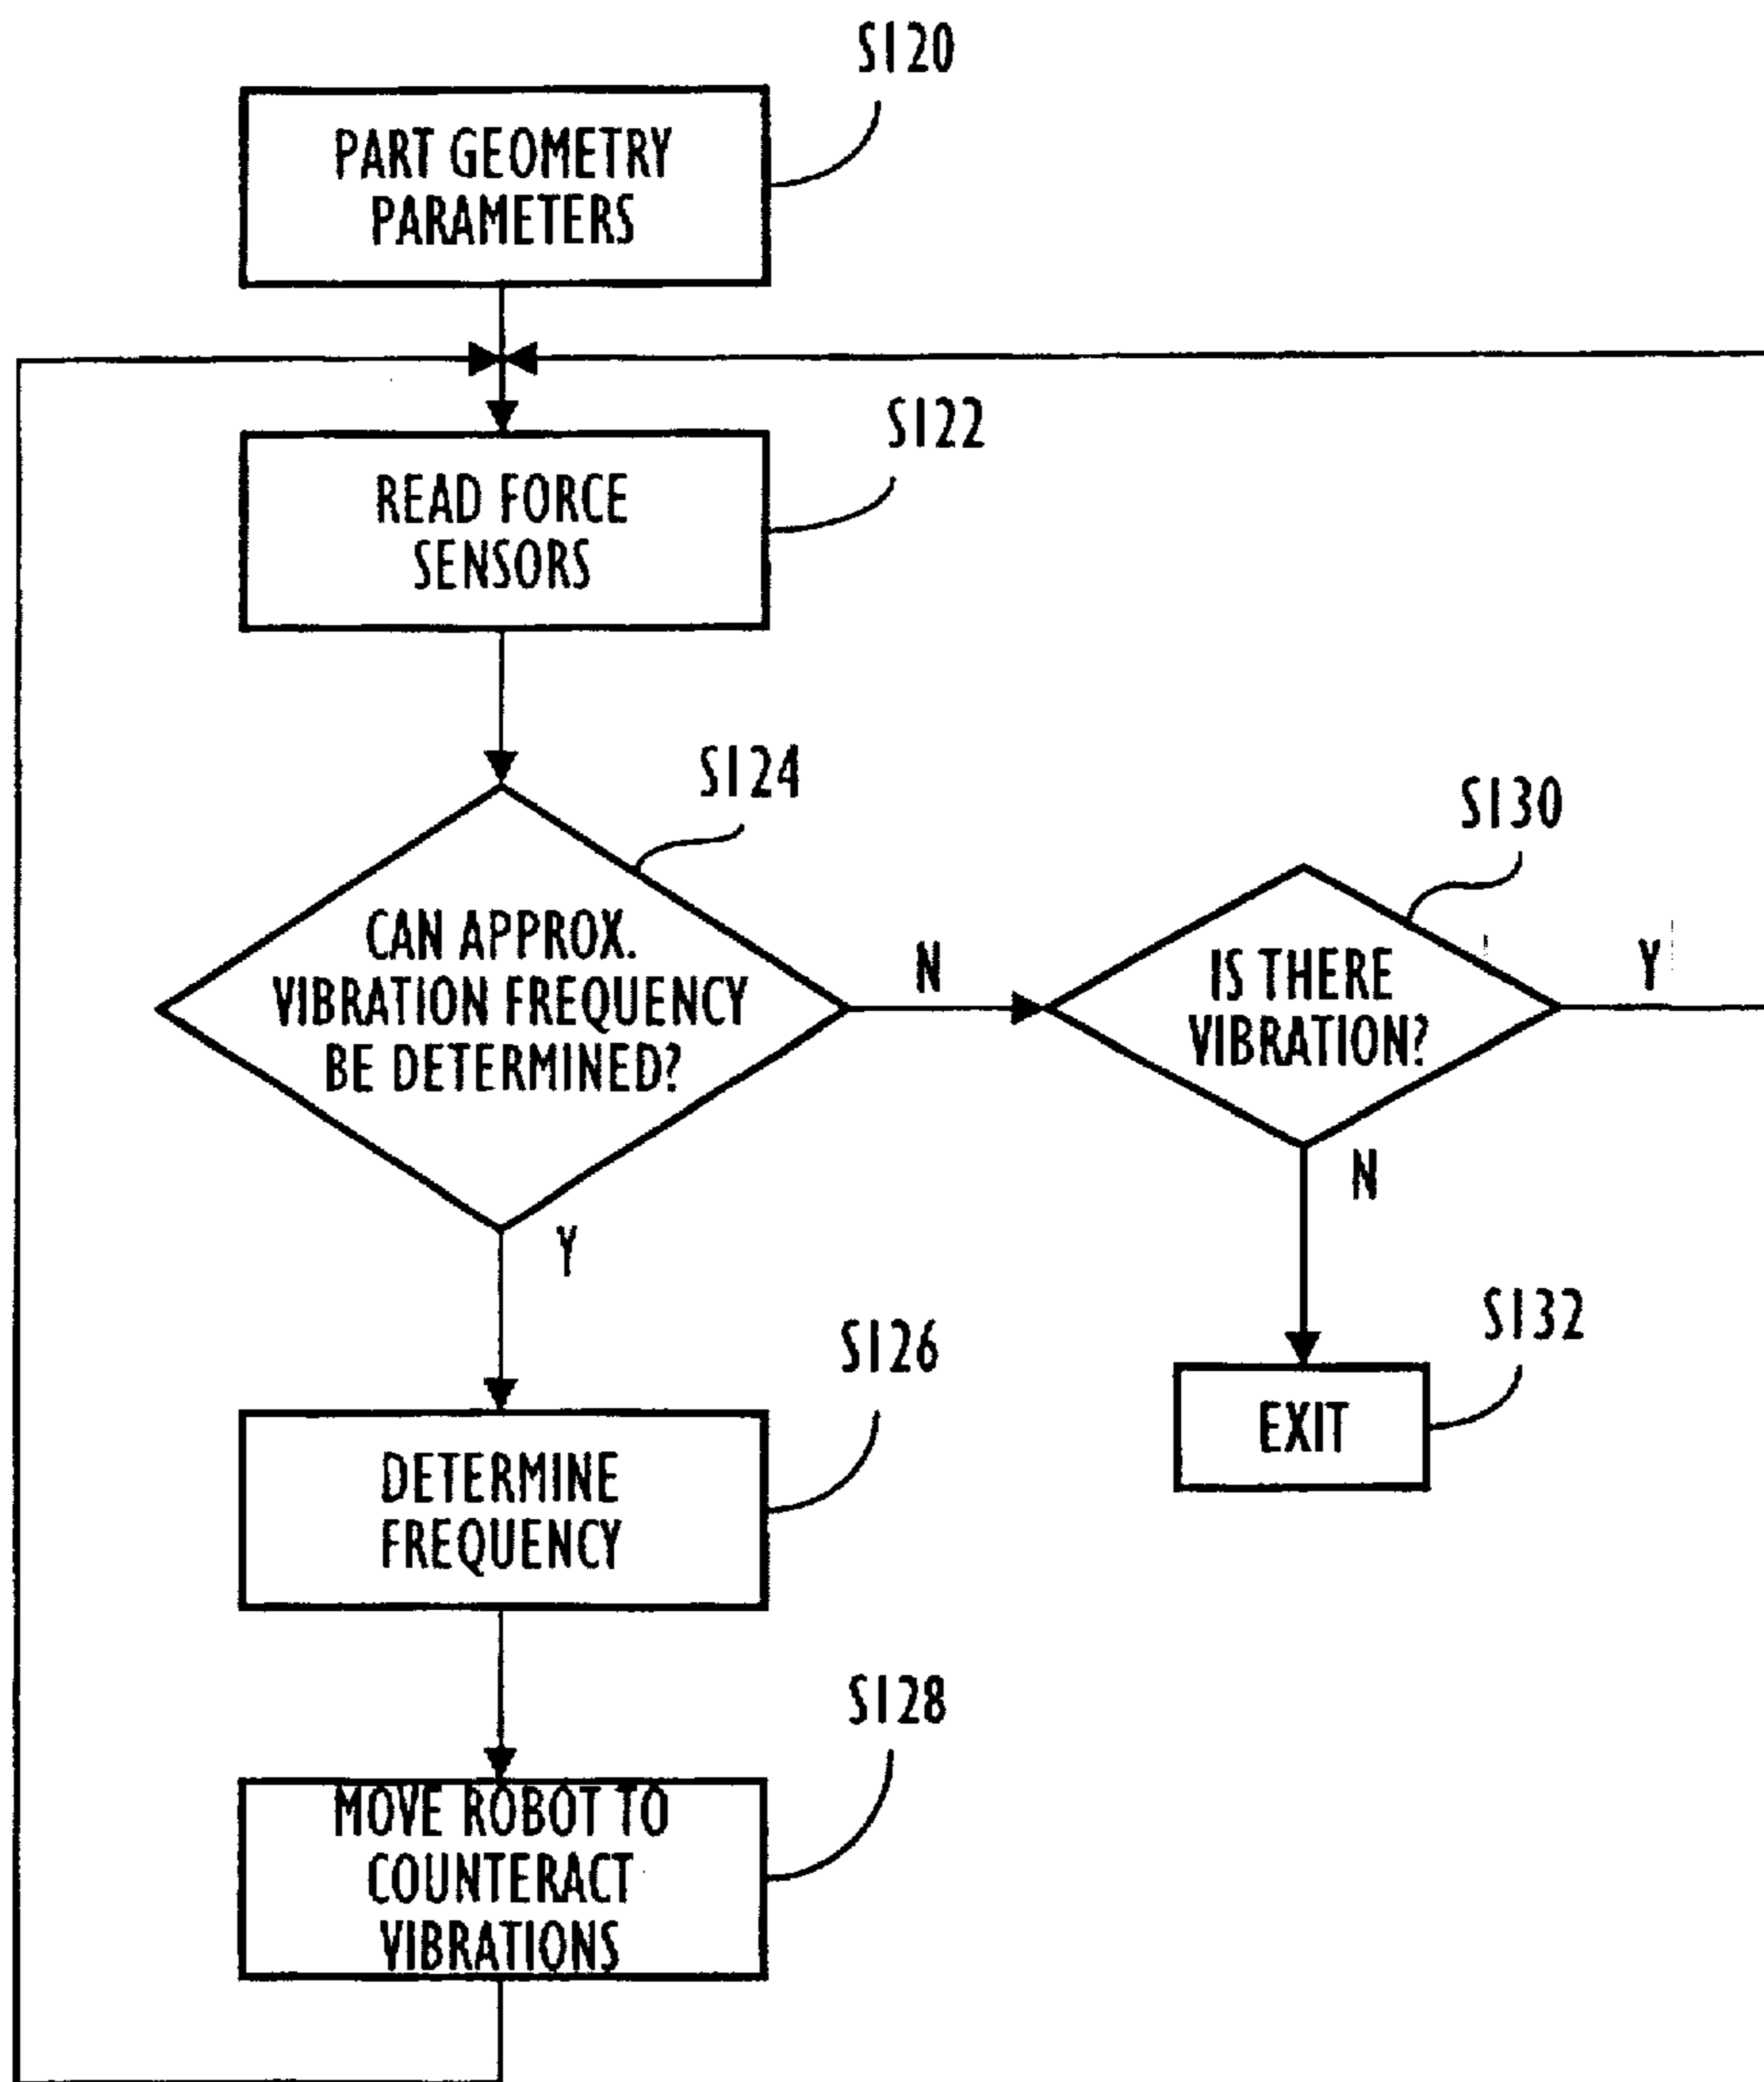 S120
PART GEOMETRY
PARAMETERS
S122
READ FORCE
SENSORS
S124
CAN APPROX.
VIBRATION FREQUENCY
BE DETERMINED?
N
Y
S130
IS THERE
VIBRATION?
Y
N
S132
EXIT
S126
DETERMINE
FREQUENCY
S128
MOVE ROBOT TO
COUNTERACT
VIBRATIONS